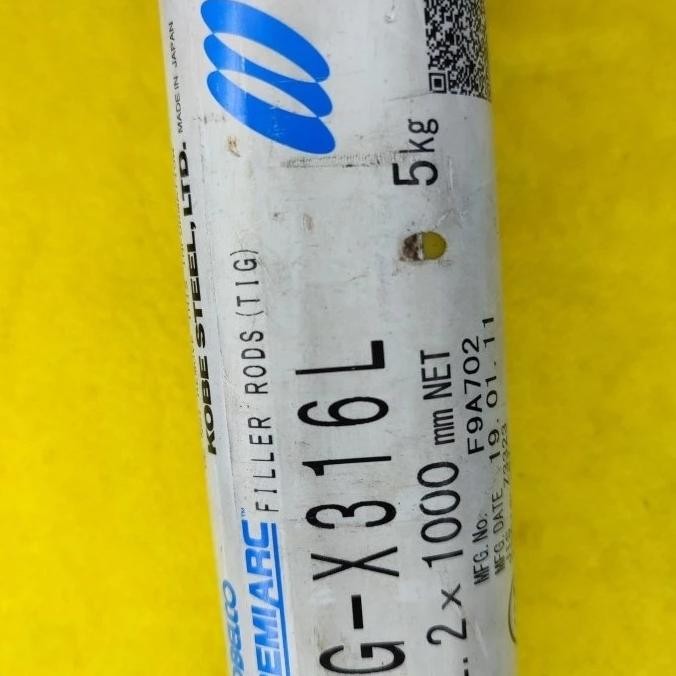 MADE IN JAPAN
KOBE STEEL, LTD.
FILLER RODS (TIG)
EMIARC™
G-X316L
5kg
2 x 1000 mm NET
MFG. No. F9A702
MFG. DATE 19. 01. 11